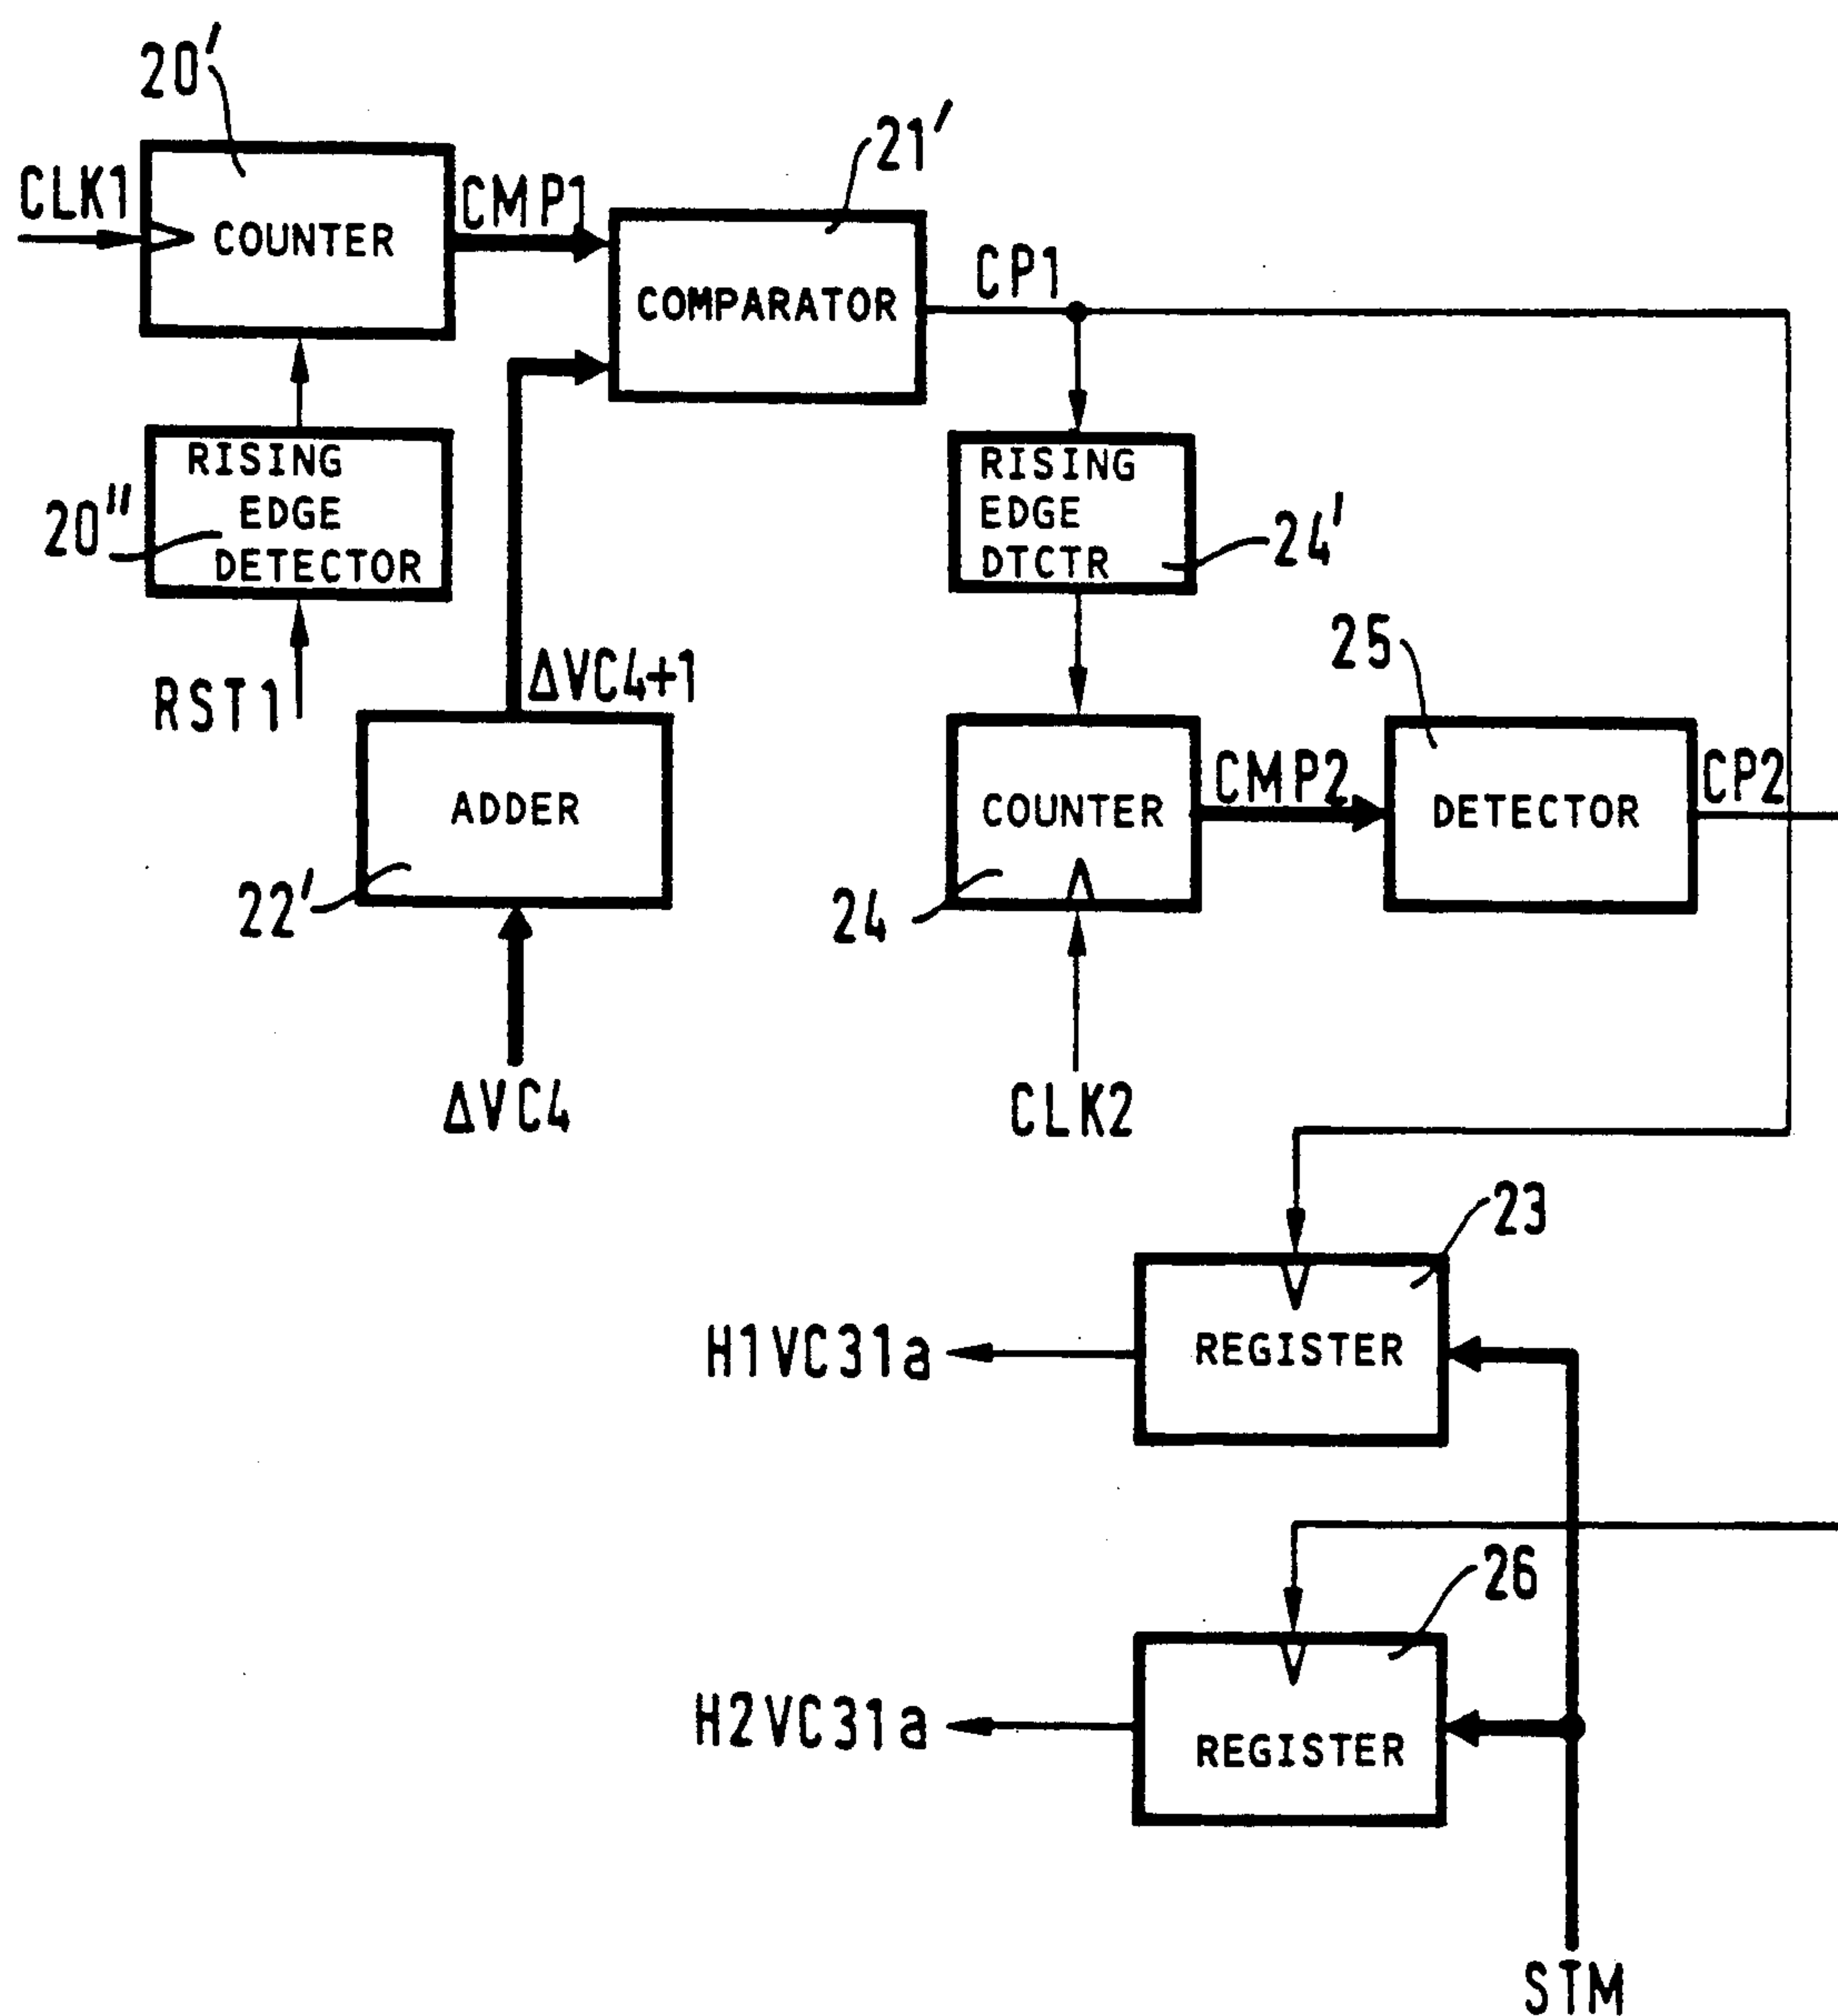 20'
21'
CLK1
COUNTER
CMP1
COMPARATOR
CP1
RISING
EDGE
DETECTOR
20"
RST1
RISING
EDGE
DTCTR
24'
ΔVC4+1
ADDER
22'
ΔVC4
25
COUNTER
24
CMP2
DETECTOR
CP2
CLK2
23
REGISTER
H1VC31a
26
REGISTER
H2VC31a
STM